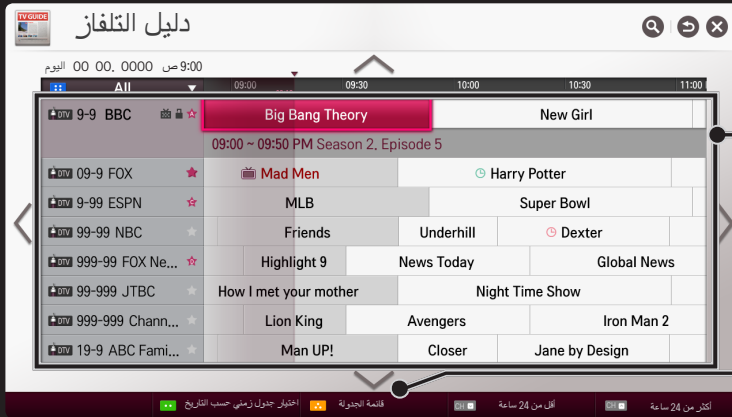 TV GUIDE
دليل التلفاز
9:00 ص 0000 .00 00 اليوم
All 09:00 09:30 10:00 10:30 11:00
DTV 9-9 BBC Big Bang Theory New Girl
09:00 ~ 09:50 PM Season 2. Episode 5
DTV 09-9 FOX Mad Men Harry Potter
DTV 9-99 ESPN MLB Super Bowl
DTV 99-99 NBC Friends Underhill Dexter
DTV 999-99 FOX Ne... Highlight 9 News Today Global News
DTV 99-999 JTBC How I met your mother Night Time Show
DTV 999-999 Chann... Lion King Avengers Iron Man 2
DTV 19-9 ABC Fami... Man UP! Closer Jane by Design
اختيار جدول زمني حسب التاريخ قائمة الجدولة CH أقل من 24 ساعة CH أكثر من 24 ساعة